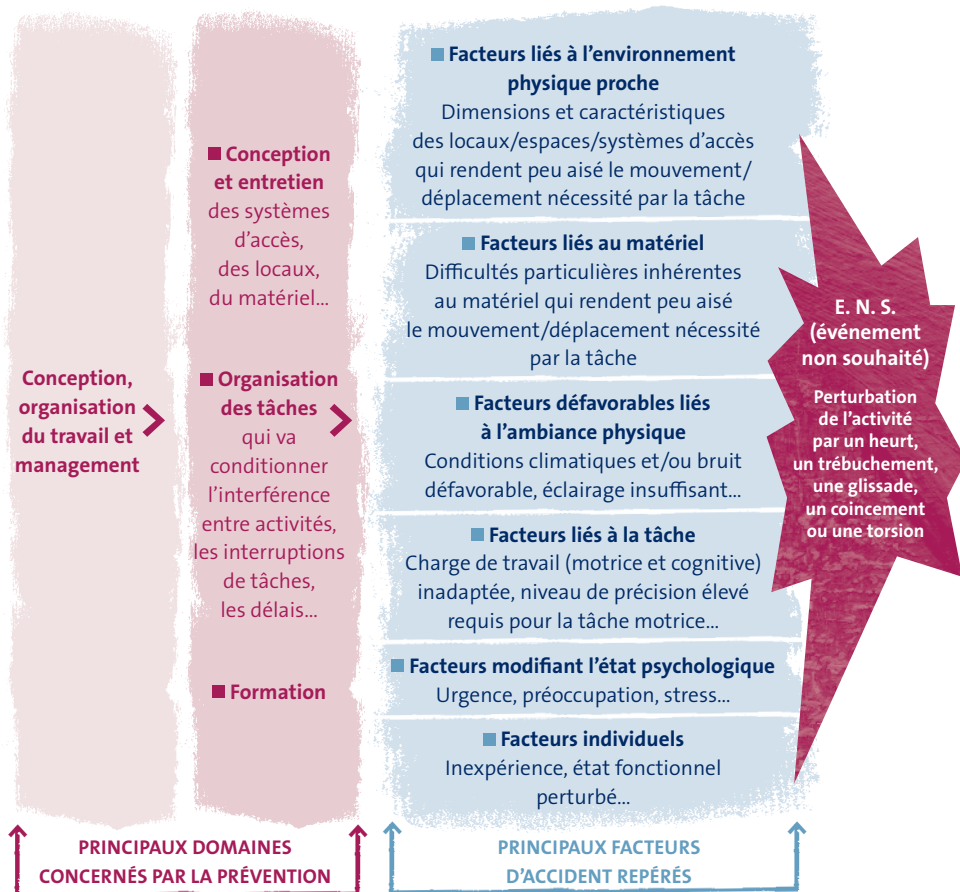 Conception,
organisation
du travail et
management
■ Conception
et entretien
des systèmes
d’accès,
des locaux,
du matériel…
■ Organisation
des tâches
qui va
conditionner
l’interférence
entre activités,
les interruptions
de tâches,
les délais…
■ Formation
■ Facteurs liés à l’environnement
physique proche
Dimensions et caractéristiques
des locaux/espaces/systèmes d’accès
qui rendent peu aisé le mouvement/
déplacement nécessité par la tâche
■ Facteurs liés au matériel
Difficultés particulières inhérentes
au matériel qui rendent peu aisé
le mouvement/déplacement nécessité
par la tâche
■ Facteurs défavorables liés
à l’ambiance physique
Conditions climatiques et/ou bruit
défavorable, éclairage insuffisant…
■ Facteurs liés à la tâche
Charge de travail (motrice et cognitive)
inadaptée, niveau de précision élevé
requis pour la tâche motrice…
■ Facteurs modifiant l’état psychologique
Urgence, préoccupation, stress…
■ Facteurs individuels
Inexpérience, état fonctionnel
perturbé…
E. N. S.
(événement
non souhaité)
Perturbation
de l’activité
par un heurt,
un trébuchement,
une glissade,
un coincement
ou une torsion
PRINCIPAUX DOMAINES
CONCERNÉS PAR LA PRÉVENTION
PRINCIPAUX FACTEURS
D’ACCIDENT REPÉRÉS